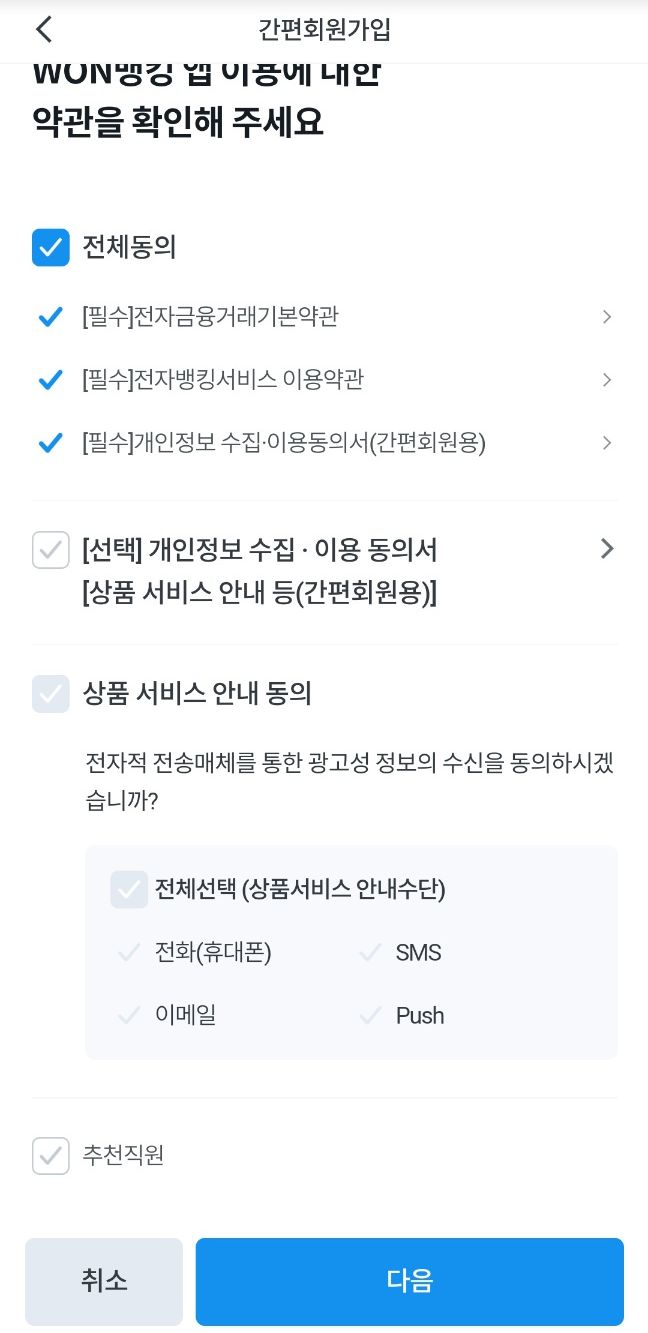 간편회원가입
WON뱅킹 앱 이용에 대한
약관을 확인해 주세요
전체동의
[필수]전자금융거래기본약관
[필수]전자뱅킹서비스 이용약관
[필수]개인정보 수집·이용동의서(간편회원용)
[선택] 개인정보 수집 · 이용 동의서
[상품 서비스 안내 등(간편회원용)]
상품 서비스 안내 동의
전자적 전송매체를 통한 광고성 정보의 수신을 동의하시겠
습니까?
전체선택 (상품서비스 안내수단)
전화(휴대폰) SMS
이메일 Push
추천직원
취소 다음